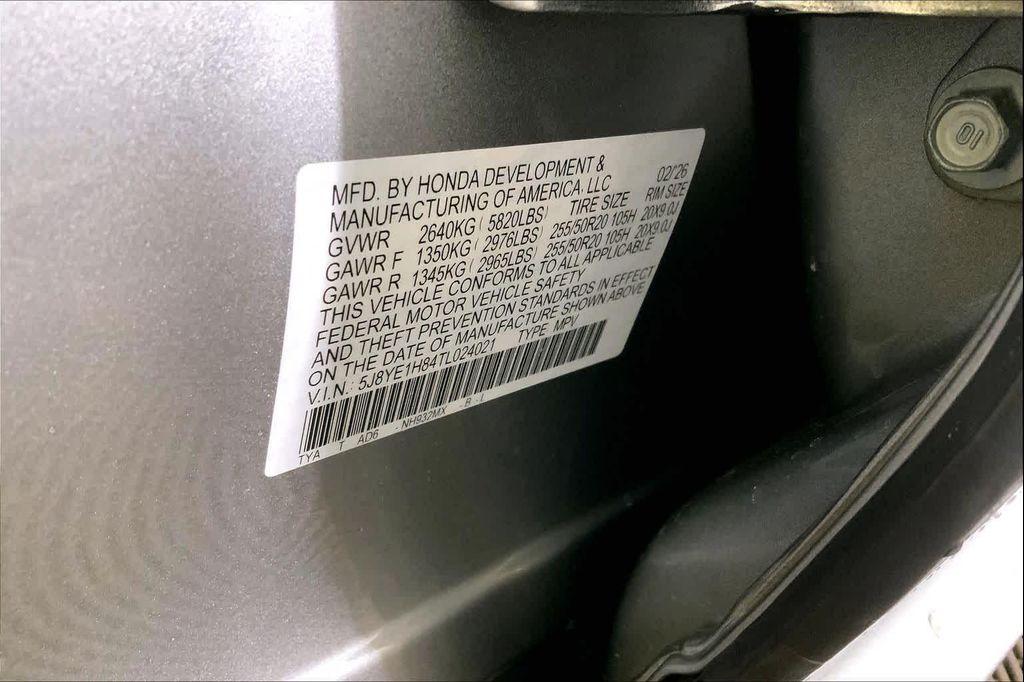 MFD. BY HONDA DEVELOPMENT &
MANUFACTURING OF AMERICA, LLC 02/26
GVWR 2640KG ( 5820LBS) TIRE SIZE RIM SIZE
GAWR F 1350KG ( 2976LBS) 255/50R20 105H 20X9.0J
GAWR R 1345KG ( 2965LBS) 255/50R20 105H 20X9.0J
THIS VEHICLE CONFORMS TO ALL APPLICABLE
FEDERAL MOTOR VEHICLE SAFETY
AND THEFT PREVENTION STANDARDS IN EFFECT
ON THE DATE OF MANUFACTURE SHOWN ABOVE
V.I.N.: 5J8YE1H84TL024021 TYPE: MPV
TYA T AD6 -NH932MX -B -L
10